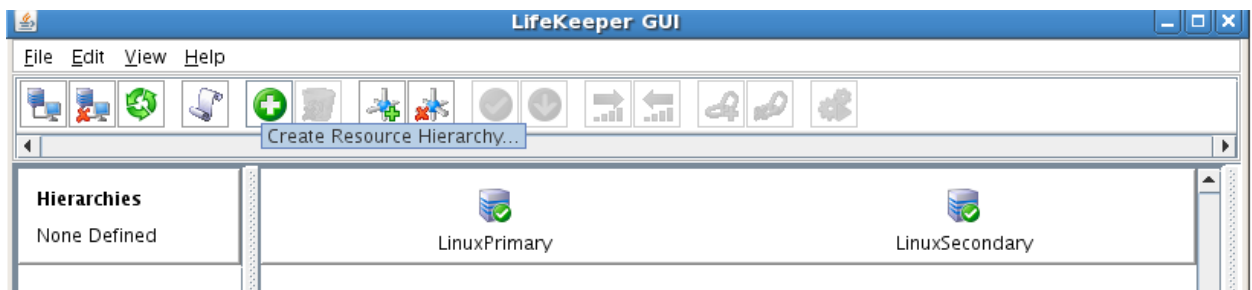 LifeKeeper GUI
File Edit View Help
Create Resource Hierarchy...
Hierarchies
None Defined
LinuxPrimary
LinuxSecondary